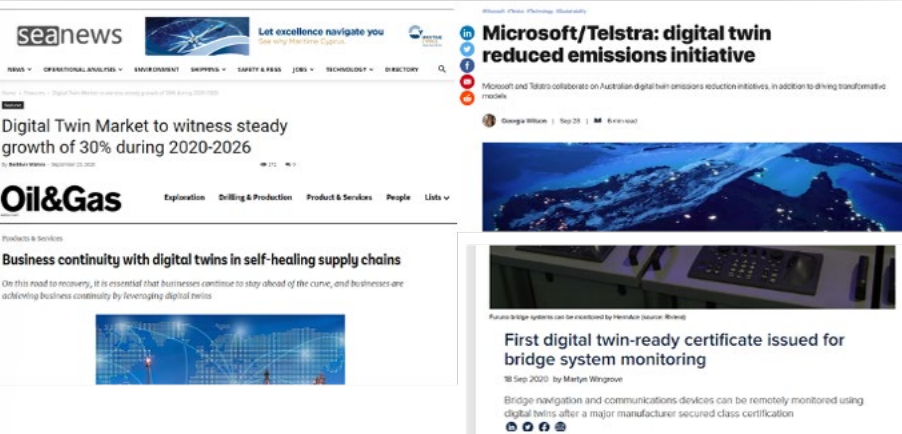 seanews
Let excellence navigate you
See why Maritime Cyprus.
NEWS OPERATIONAL ANALYSIS ENVIRONMENT SHIPPING SAFETY & REGS JOBS TECHNOLOGY DIRECTORY
Digital Twin Market to witness steady
growth of 30% during 2020-2026
Oil&Gas
Exploration Drilling & Production Product & Services People Lists
Products & Services
Business continuity with digital twins in self-healing supply chains
On this road to recovery, it is essential that businesses continue to stay ahead of the curve, and businesses are
achieving business continuity by leveraging digital twins
Microsoft/Telstra: digital twin
reduced emissions initiative
Microsoft and Telstra collaborate on Australian digital twin emissions reduction initiatives, in addition to driving transformative
models
Georgia Wilson | Sep 28 | 6 min read
Furuno bridge systems can be monitored by HermAce (source: Riviera)
First digital twin-ready certificate issued for
bridge system monitoring
18 Sep 2020 by Martyn Wingrove
Bridge navigation and communications devices can be remotely monitored using
digital twins after a major manufacturer secured class certification